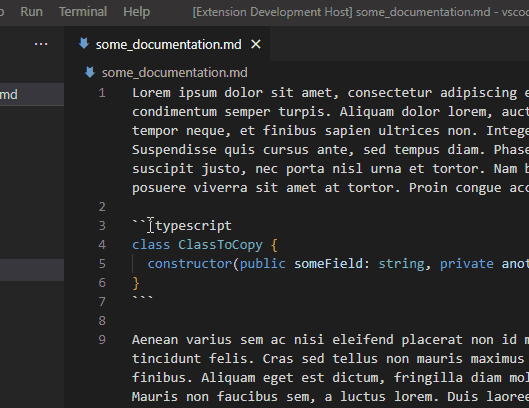 o Run Terminal Help [Extension Development Host] some_documentation.md - vscod
... some_documentation.md ×
md some_documentation.md
1 Lorem ipsum dolor sit amet, consectetur adipiscing e
condimentum semper turpis. Aliquam dolor lorem, auct
tempor neque, et finibus sapien ultrices non. Intege
Suspendisse quis cursus ante, sed tempus diam. Phase
suscipit justo, nec porta nisl urna et tortor. Nam b
posuere viverra sit amet at tortor. Proin congue acc
2
3 ```typescript
4 class ClassToCopy {
5 constructor(public someField: string, private anot
6 }
7 ```
8
9 Aenean varius sem ac nisi eleifend placerat non id m
tincidunt felis. Cras sed tellus non mauris maximus
finibus. Aliquam eget est dictum, fringilla diam mol
Mauris non faucibus sem, a luctus lorem. Duis laoree